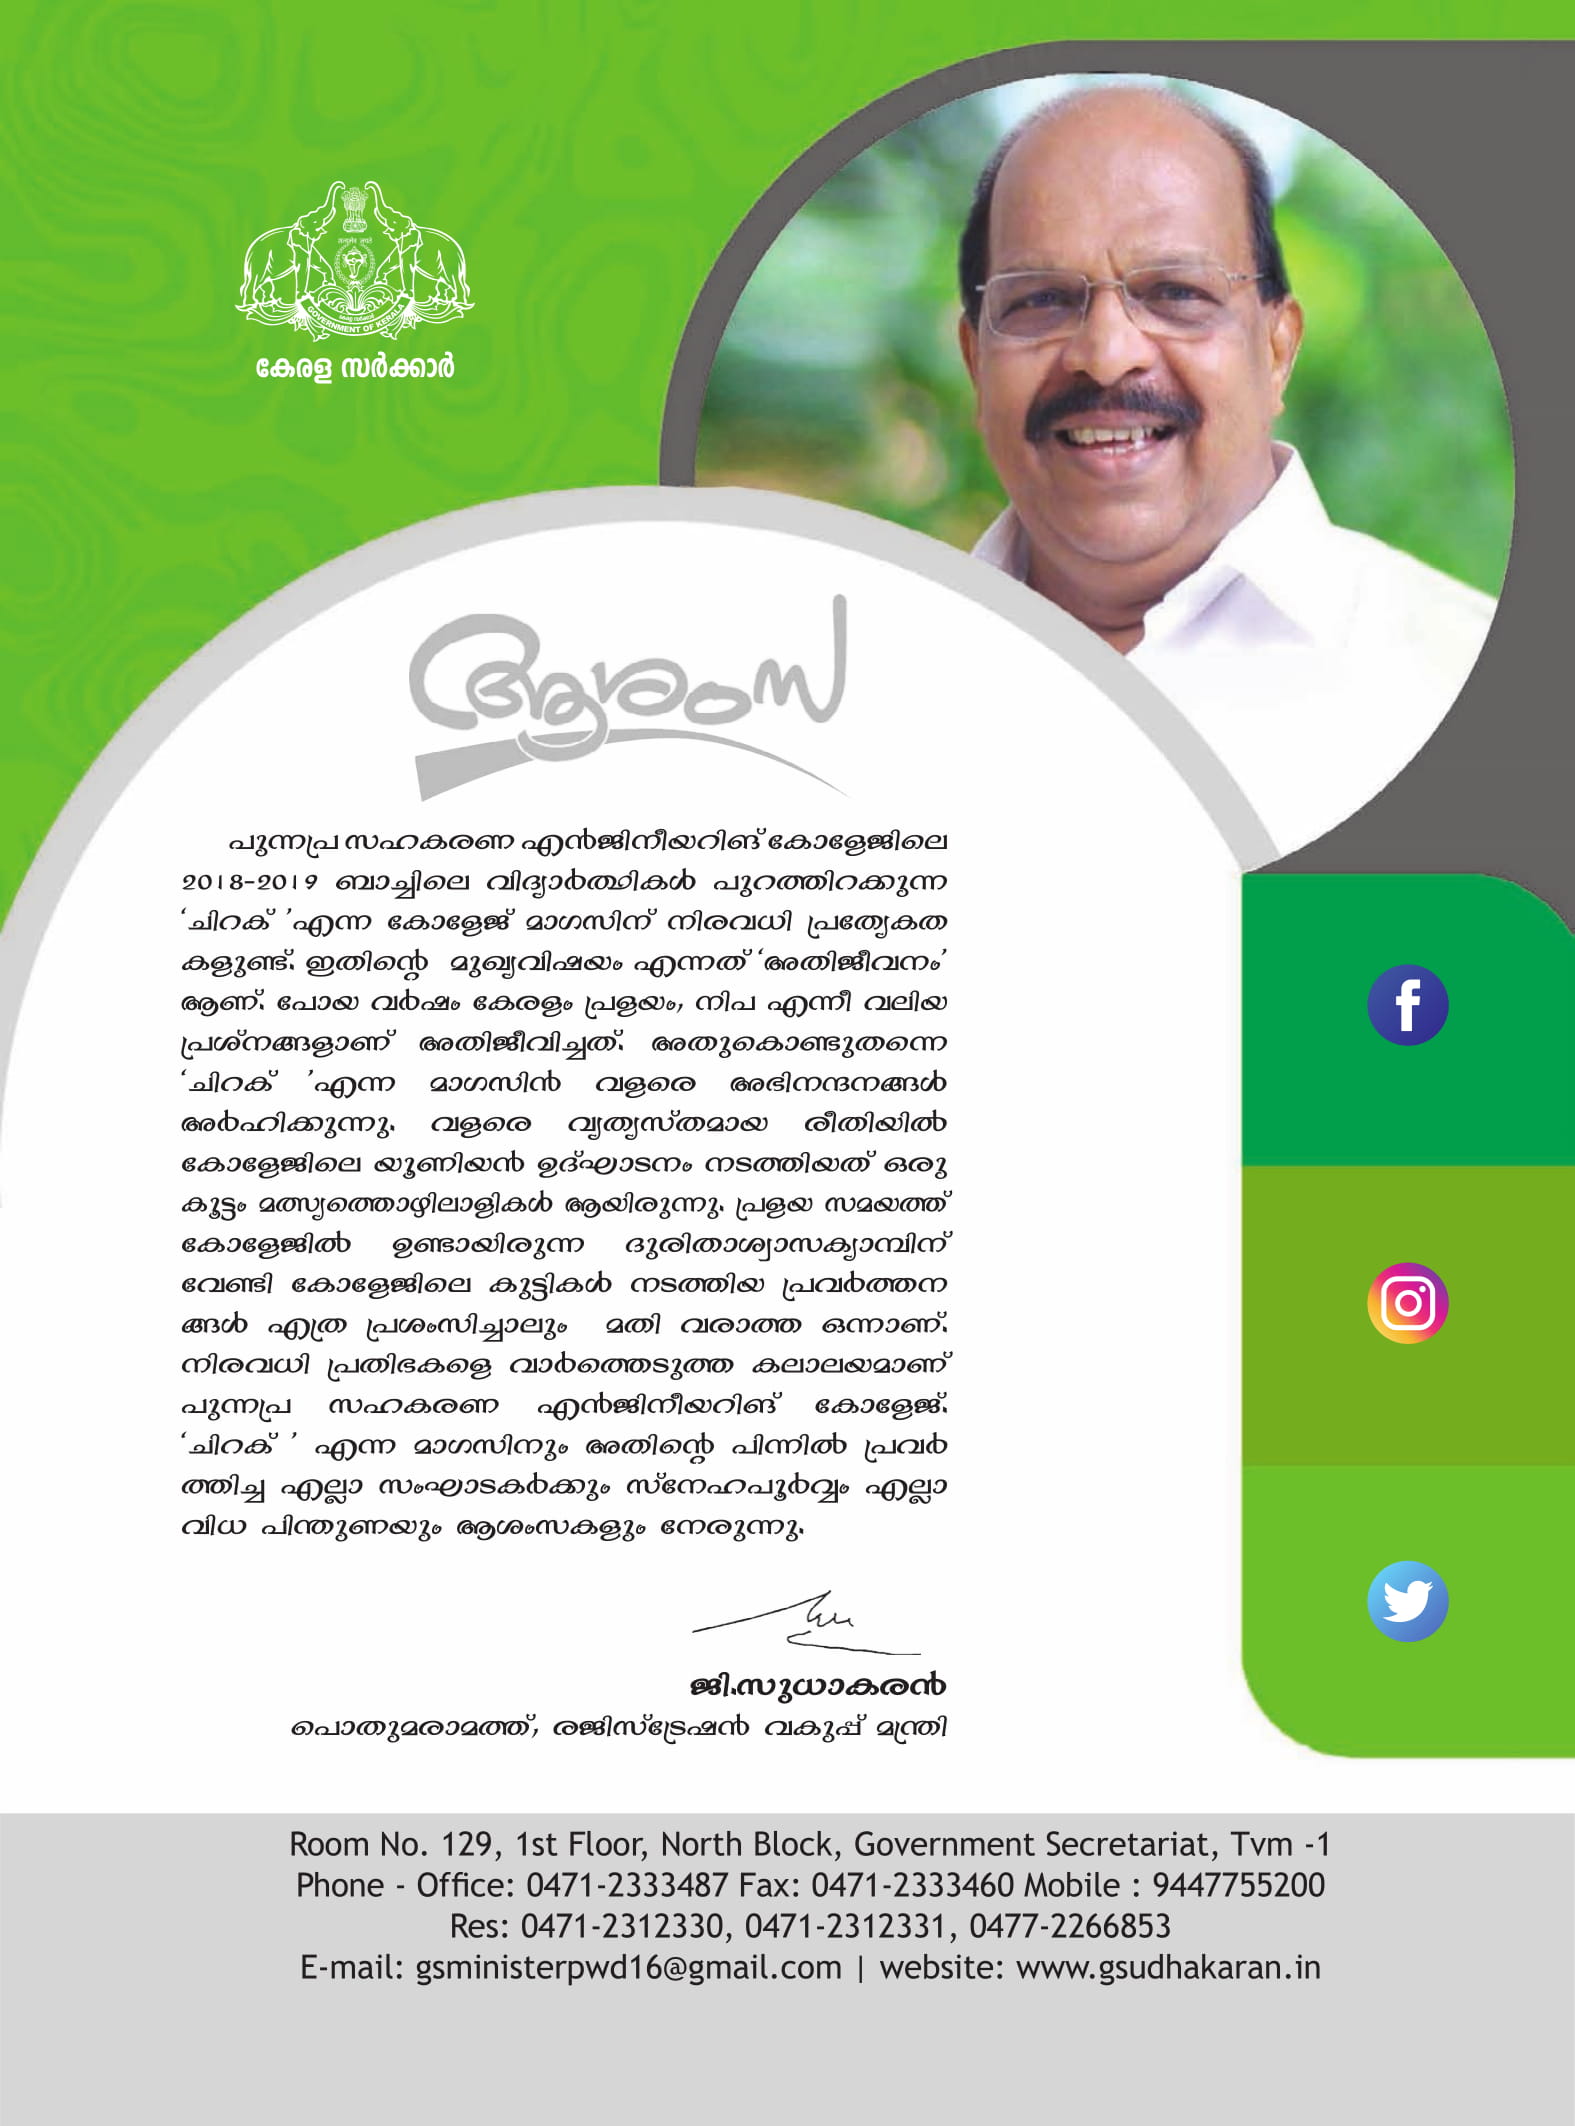 GOVERNMENT OF KERALA
കേരള സർക്കാർ
ആശംസ
പുന്നപ്ര സഹകരണ എൻജിനീയറിങ് കോളേജിലെ
2018-2019 ബാച്ചിലെ വിദ്യാർത്ഥികൾ പുറത്തിറക്കുന്ന
'ചിറക് 'എന്ന കോളേജ് മാഗസിന് നിരവധി പ്രത്യേകത
കളുണ്ട്. ഇതിന്റെ മുഖ്യവിഷയം എന്നത് 'അതിജീവനം'
ആണ്. പോയ വർഷം കേരളം പ്രളയം, നിപ എന്നീ വലിയ
പ്രശ്നങ്ങളാണ് അതിജീവിച്ചത്. അതുകൊണ്ടുതന്നെ
'ചിറക് 'എന്ന മാഗസിൻ വളരെ അഭിനന്ദനങ്ങൾ
അർഹിക്കുന്നു. വളരെ വ്യത്യസ്തമായ രീതിയിൽ
കോളേജിലെ യൂണിയൻ ഉദ്ഘാടനം നടത്തിയത് ഒരു
കൂട്ടം മത്സ്യത്തൊഴിലാളികൾ ആയിരുന്നു. പ്രളയ സമയത്ത്
കോളേജിൽ ഉണ്ടായിരുന്ന ദുരിതാശ്വാസക്യാമ്പിന്
വേണ്ടി കോളേജിലെ കുട്ടികൾ നടത്തിയ പ്രവർത്തന
ങ്ങൾ എത്ര പ്രശംസിച്ചാലും മതി വരാത്ത ഒന്നാണ്.
നിരവധി പ്രതിഭകളെ വാർത്തെടുത്ത കലാലയമാണ്
പുന്നപ്ര സഹകരണ എൻജിനീയറിങ് കോളേജ്.
'ചിറക് ' എന്ന മാഗസിനും അതിന്റെ പിന്നിൽ പ്രവർ
ത്തിച്ച എല്ലാ സംഘാടകർക്കും സ്നേഹപൂർവ്വം എല്ലാ
വിധ പിന്തുണയും ആശംസകളും നേരുന്നു.
ജി.സുധാകരൻ
പൊതുമരാമത്ത്, രജിസ്ട്രേഷൻ വകുപ്പ് മന്ത്രി
Room No. 129, 1st Floor, North Block, Government Secretariat, Tvm -1
Phone - Office: 0471-2333487 Fax: 0471-2333460 Mobile : 9447755200
Res: 0471-2312330, 0471-2312331, 0477-2266853
E-mail: gsministerpwd16@gmail.com | website: www.gsudhakaran.in